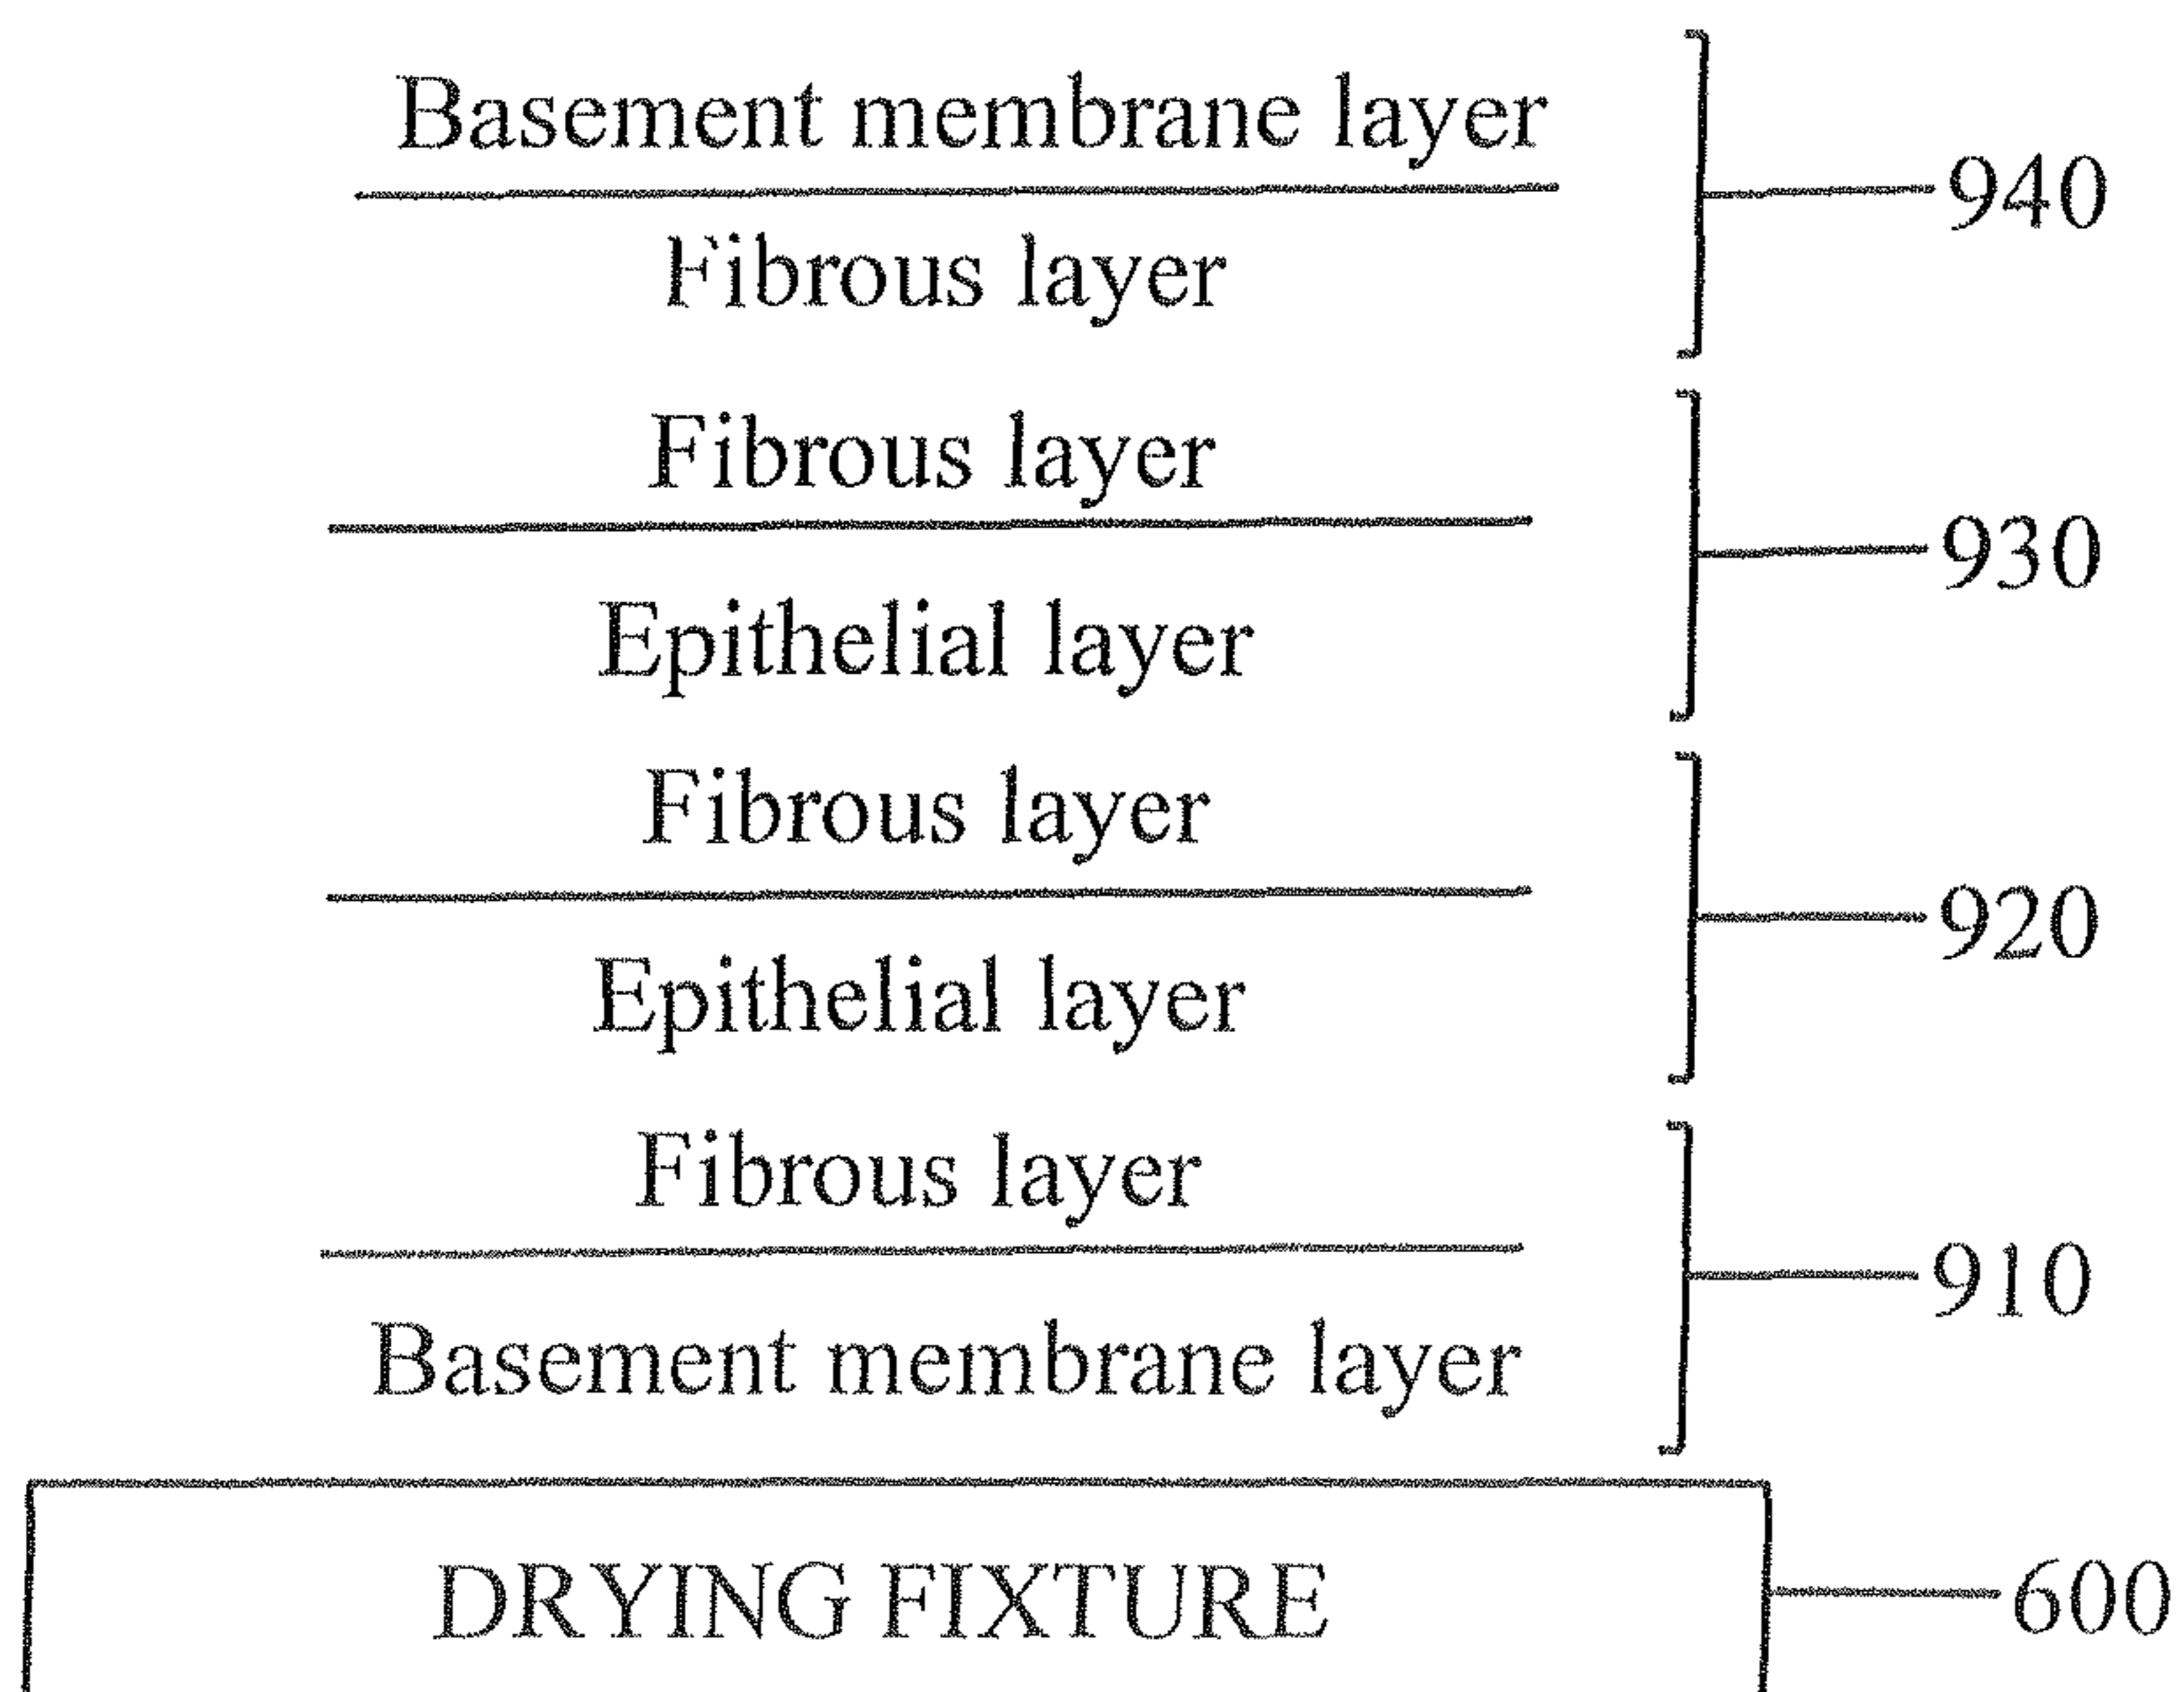 Basement membrane layer
940
Fibrous layer
Fibrous layer
930
Epithelial layer
Fibrous layer
920
Epithelial layer
Fibrous layer
910
Basement membrane layer
DRYING FIXTURE
600